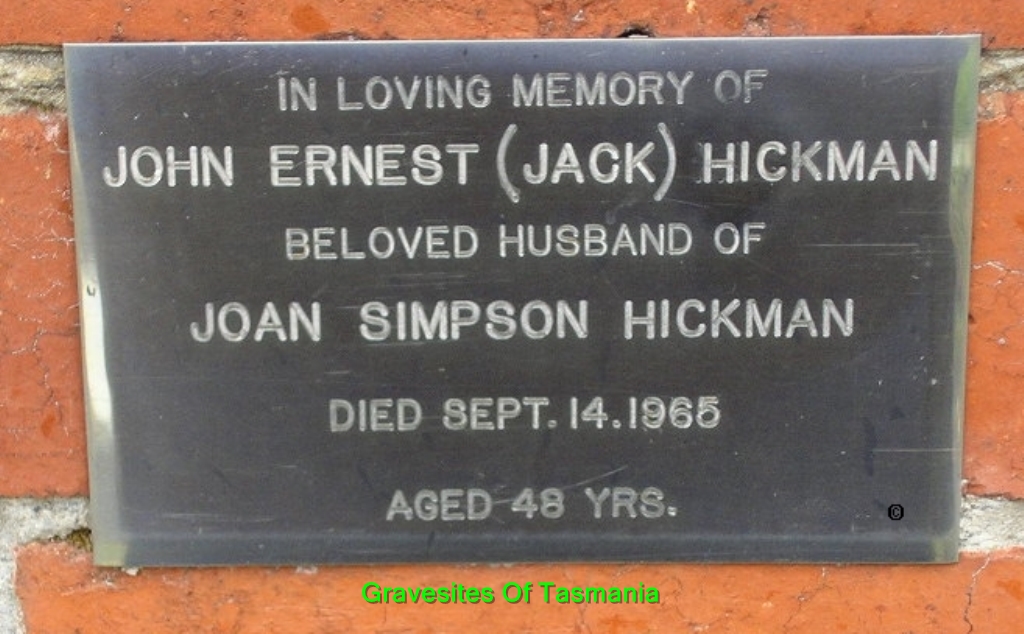 IN LOVING MEMORY OF
JOHN ERNEST (JACK) HICKMAN
BELOVED HUSBAND OF
JOAN SIMPSON HICKMAN
DIED SEPT. 14. 1965
AGED 48 YRS.
©
Gravesites Of Tasmania